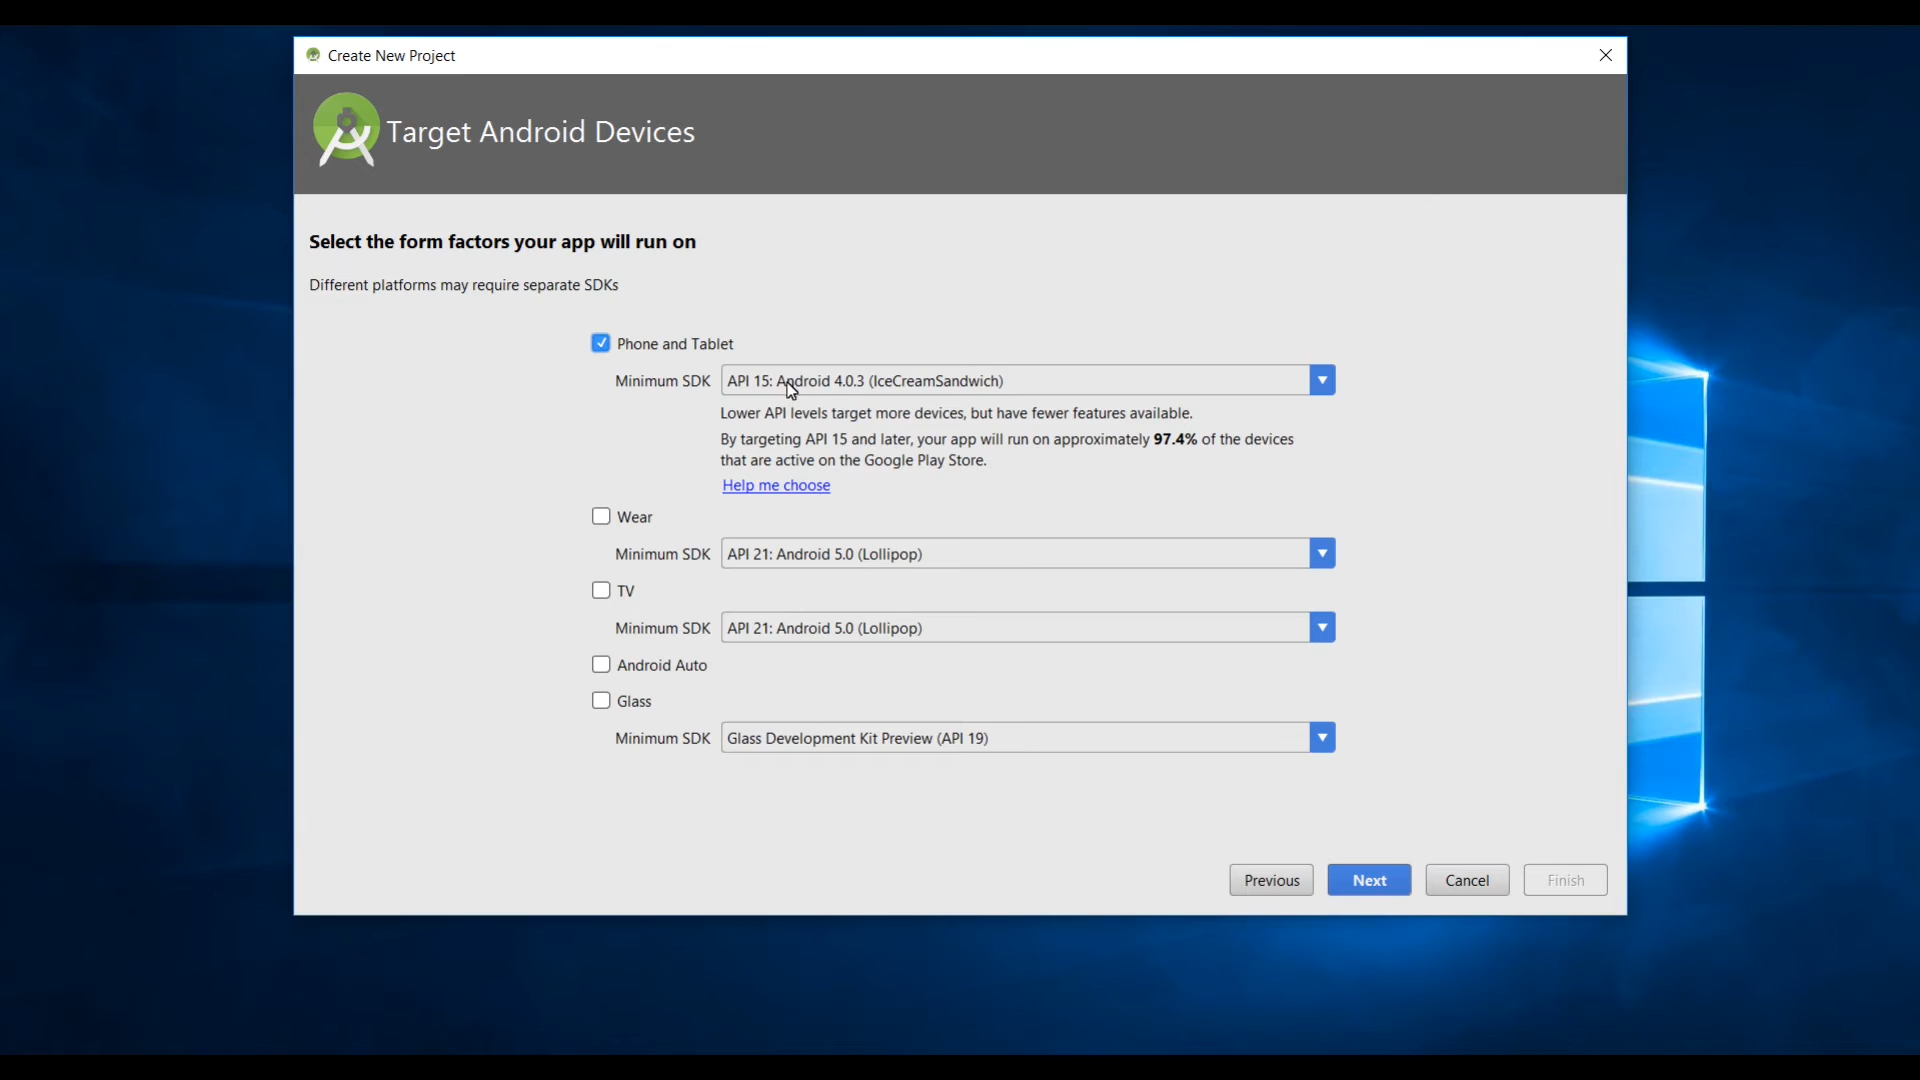 Create New Project
Target Android Devices
Select the form factors your app will run on
Different platforms may require separate SDKs
Phone and Tablet
Minimum SDK API 15: Android 4.0.3 (IceCreamSandwich)
Lower API levels target more devices, but have fewer features available.
By targeting API 15 and later, your app will run on approximately 97.4% of the devices
that are active on the Google Play Store.
Help me choose
Wear
Minimum SDK API 21: Android 5.0 (Lollipop)
TV
Minimum SDK API 21: Android 5.0 (Lollipop)
Android Auto
Glass
Minimum SDK Glass Development Kit Preview (API 19)
Previous Next Cancel Finish